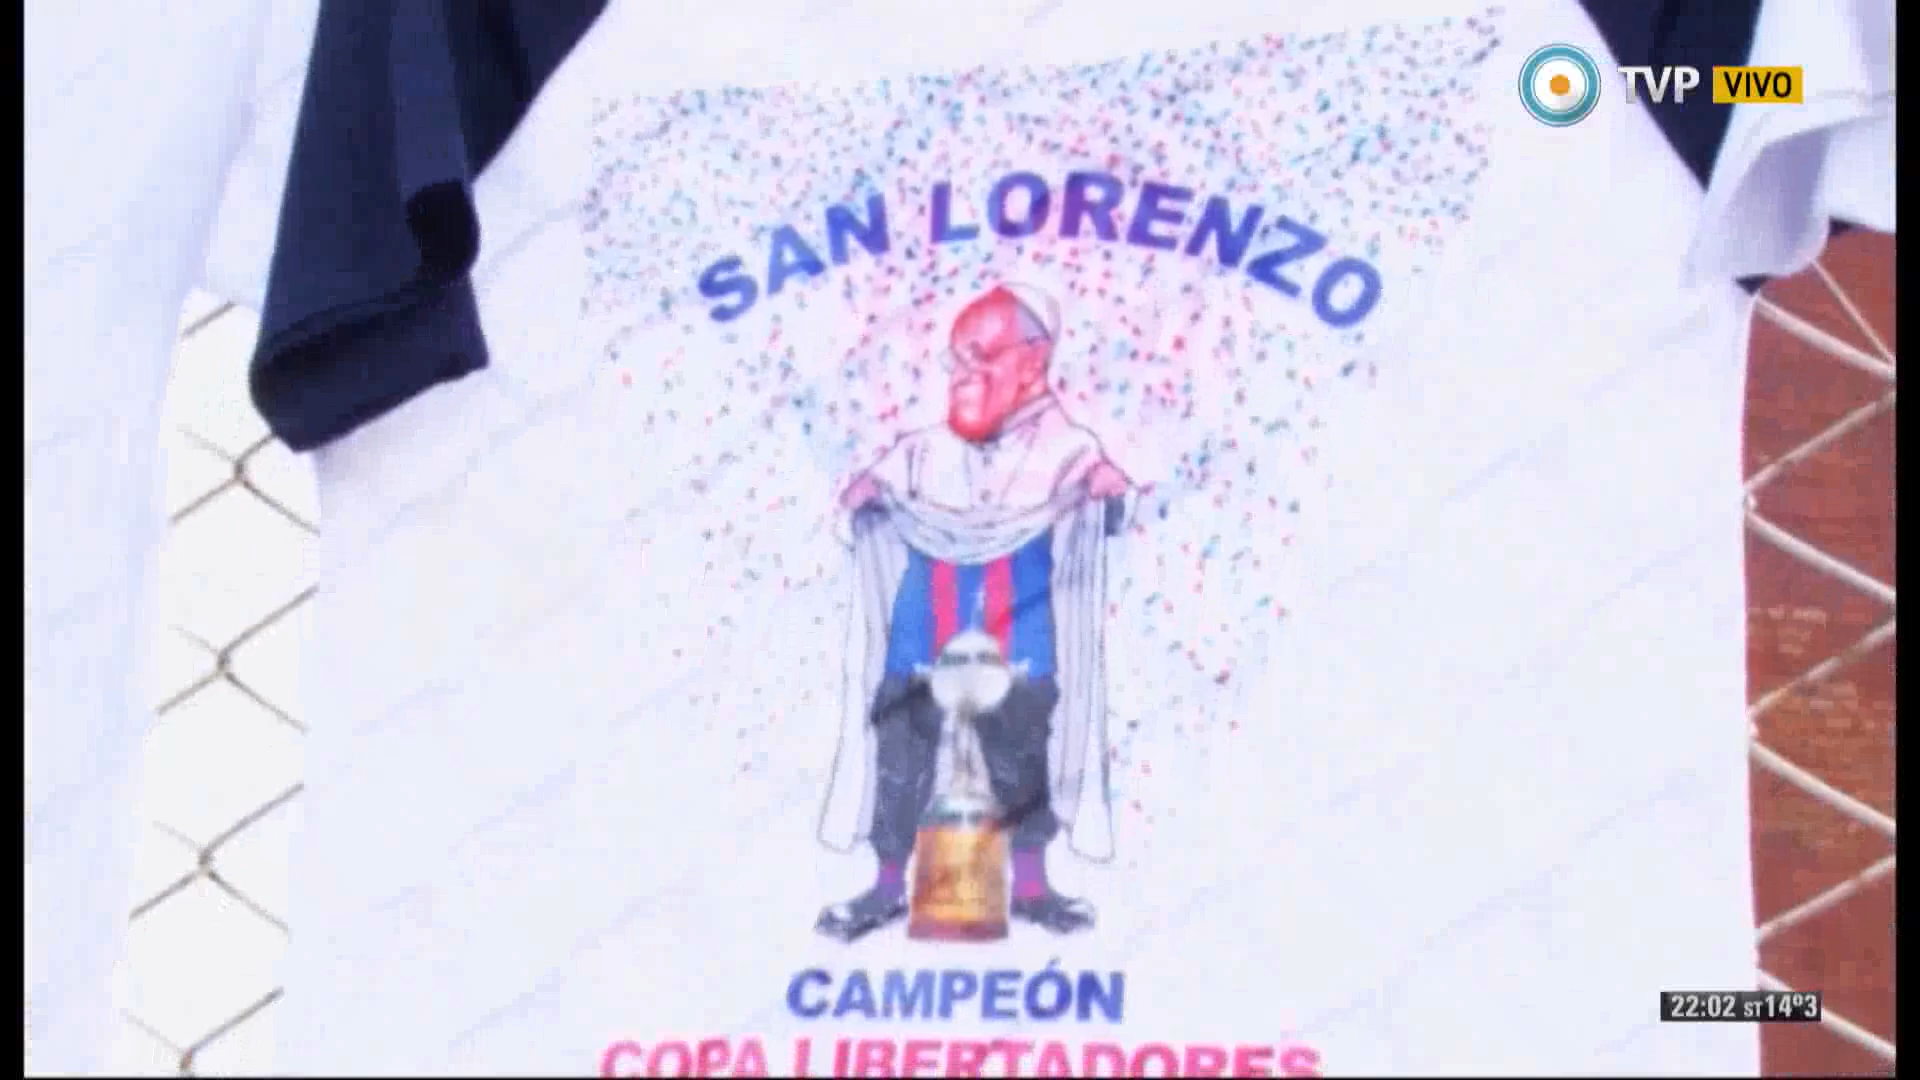 TVP VIVO
SAN LORENZO
CAMPEÓN
COPA LIBERTADORES
22:02 ST14º3